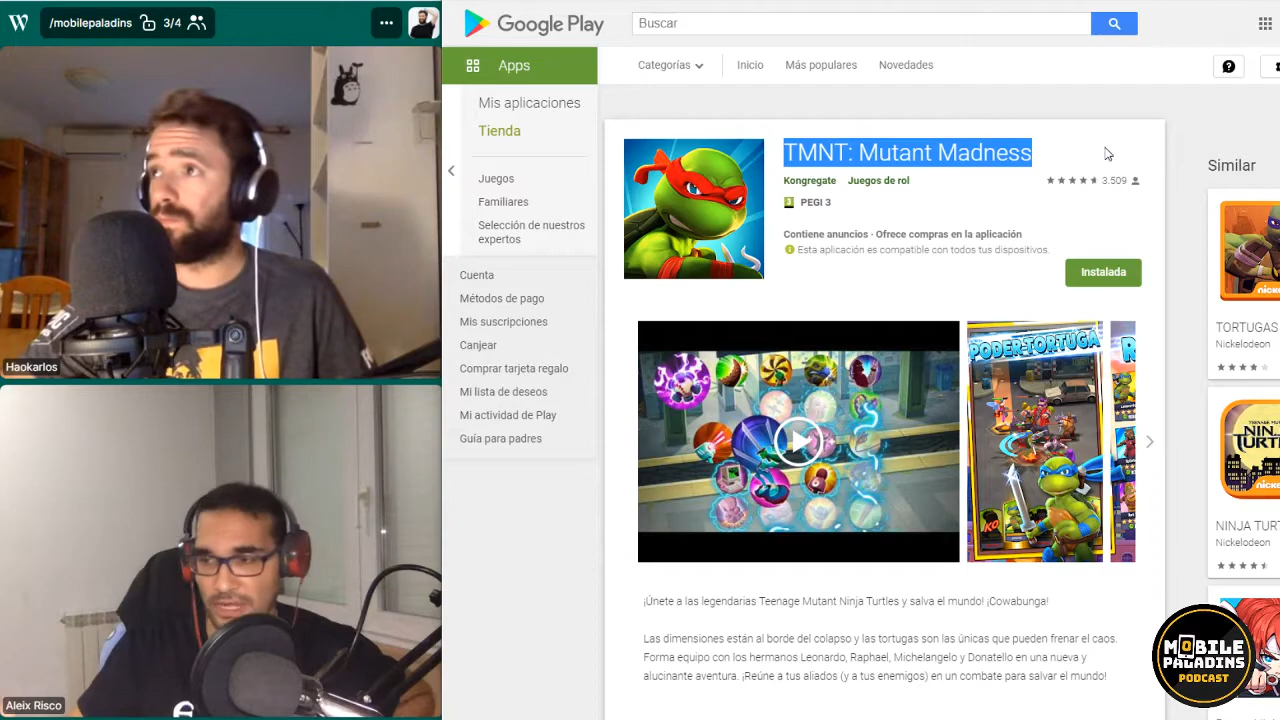 /mobilepaladins 3/4
Haokarlos
Aleix Risco
Google Play
Buscar
Apps
Categorías
Inicio
Más populares
Novedades
Mis aplicaciones
Tienda
Juegos
Familiares
Selección de nuestros
expertos
Cuenta
Métodos de pago
Mis suscripciones
Canjear
Comprar tarjeta regalo
Mi lista de deseos
Mi actividad de Play
Guía para padres
TMNT: Mutant Madness
Kongregate Juegos de rol
3.509
3 PEGI 3
Contiene anuncios · Ofrece compras en la aplicación
Esta aplicación es compatible con todos tus dispositivos.
Instalada
PODER-TORTUGA
KO
¡Únete a las legendarias Teenage Mutant Ninja Turtles y salva el mundo! ¡Cowabunga!
Las dimensiones están al borde del colapso y las tortugas son las únicas que pueden frenar el caos.
Forma equipo con los hermanos Leonardo, Raphael, Michelangelo y Donatello en una nueva y
alucinante aventura. ¡Reúne a tus aliados (y a tus enemigos) en un combate para salvar el mundo!
Similar
TORTUGAS
Nickelodeon
NINJA TURT
Nickelodeon
MOBILE
PALADINS
PODCAST